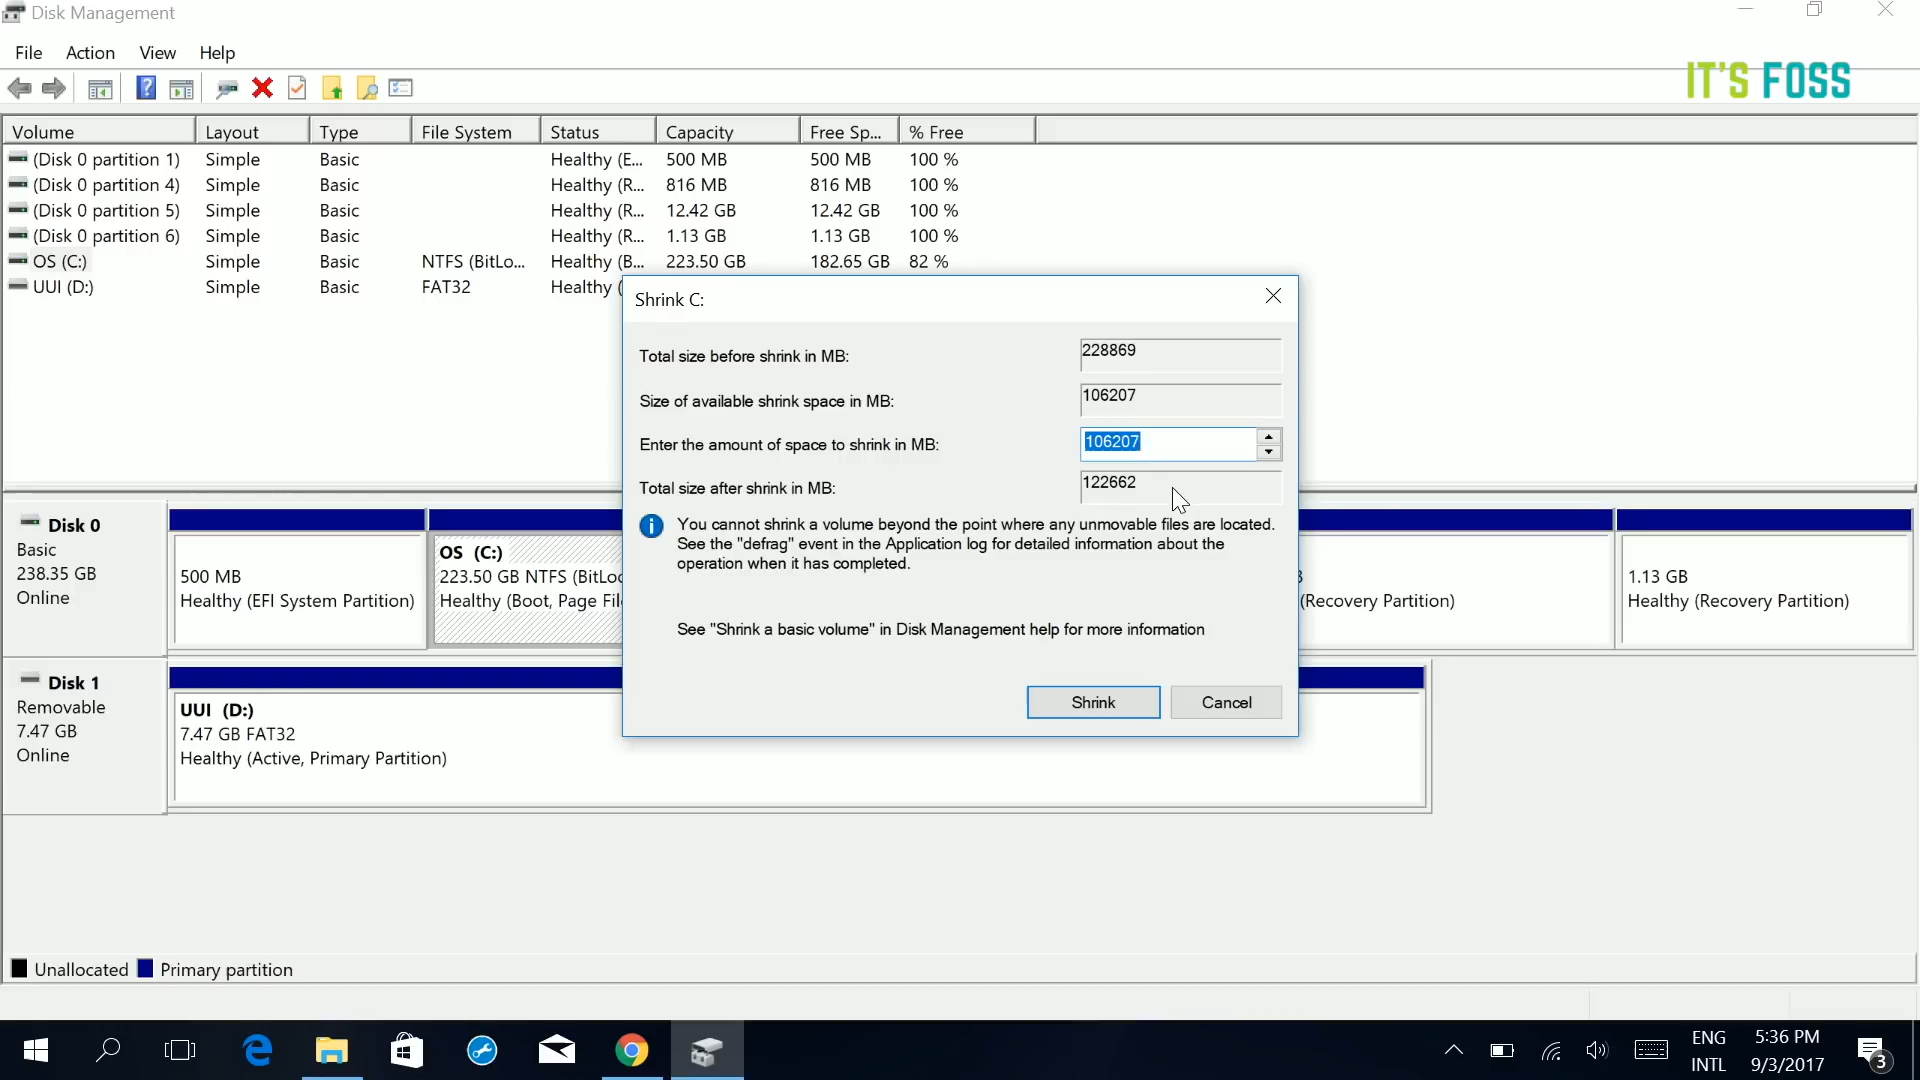 Disk Management
File Action View Help
IT'S FOSS
Volume Layout Type File System Status Capacity Free Sp... % Free
(Disk 0 partition 1) Simple Basic Healthy (E... 500 MB 500 MB 100 %
(Disk 0 partition 4) Simple Basic Healthy (R... 816 MB 816 MB 100 %
(Disk 0 partition 5) Simple Basic Healthy (R... 12.42 GB 12.42 GB 100 %
(Disk 0 partition 6) Simple Basic Healthy (R... 1.13 GB 1.13 GB 100 %
OS (C:) Simple Basic NTFS (BitLo... Healthy (B... 223.50 GB 182.65 GB 82 %
UUI (D:) Simple Basic FAT32 Healthy (
Shrink C:
Total size before shrink in MB: 228869
Size of available shrink space in MB: 106207
Enter the amount of space to shrink in MB: 106207
Total size after shrink in MB: 122662
You cannot shrink a volume beyond the point where any unmovable files are located.
See the "defrag" event in the Application log for detailed information about the
operation when it has completed.
See "Shrink a basic volume" in Disk Management help for more information
Shrink Cancel
Disk 0
Basic
238.35 GB
Online
500 MB
Healthy (EFI System Partition)
OS (C:)
223.50 GB NTFS (BitLoc
Healthy (Boot, Page File
(Recovery Partition)
1.13 GB
Healthy (Recovery Partition)
Disk 1
Removable
7.47 GB
Online
UUI (D:)
7.47 GB FAT32
Healthy (Active, Primary Partition)
Unallocated Primary partition
ENG
INTL
5:36 PM
9/3/2017
3